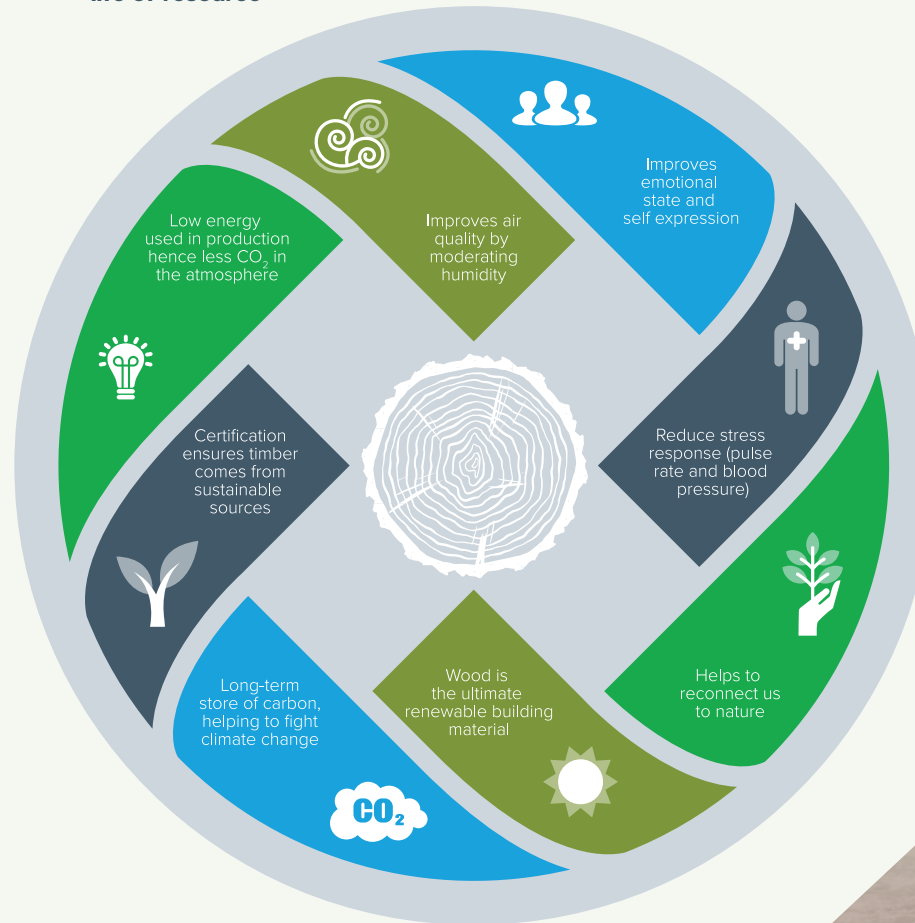 Improves
emotional
state and
self expression
Improves air
quality by
moderating
humidity
Low energy
used in production
hence less CO₂ in
the atmosphere
Certification
ensures timber
comes from
sustainable
sources
Reduce stress
response (pulse
rate and blood
pressure)
Long-term
store of carbon,
helping to fight
climate change
CO₂
Wood is
the ultimate
renewable building
material
Helps to
reconnect us
to nature